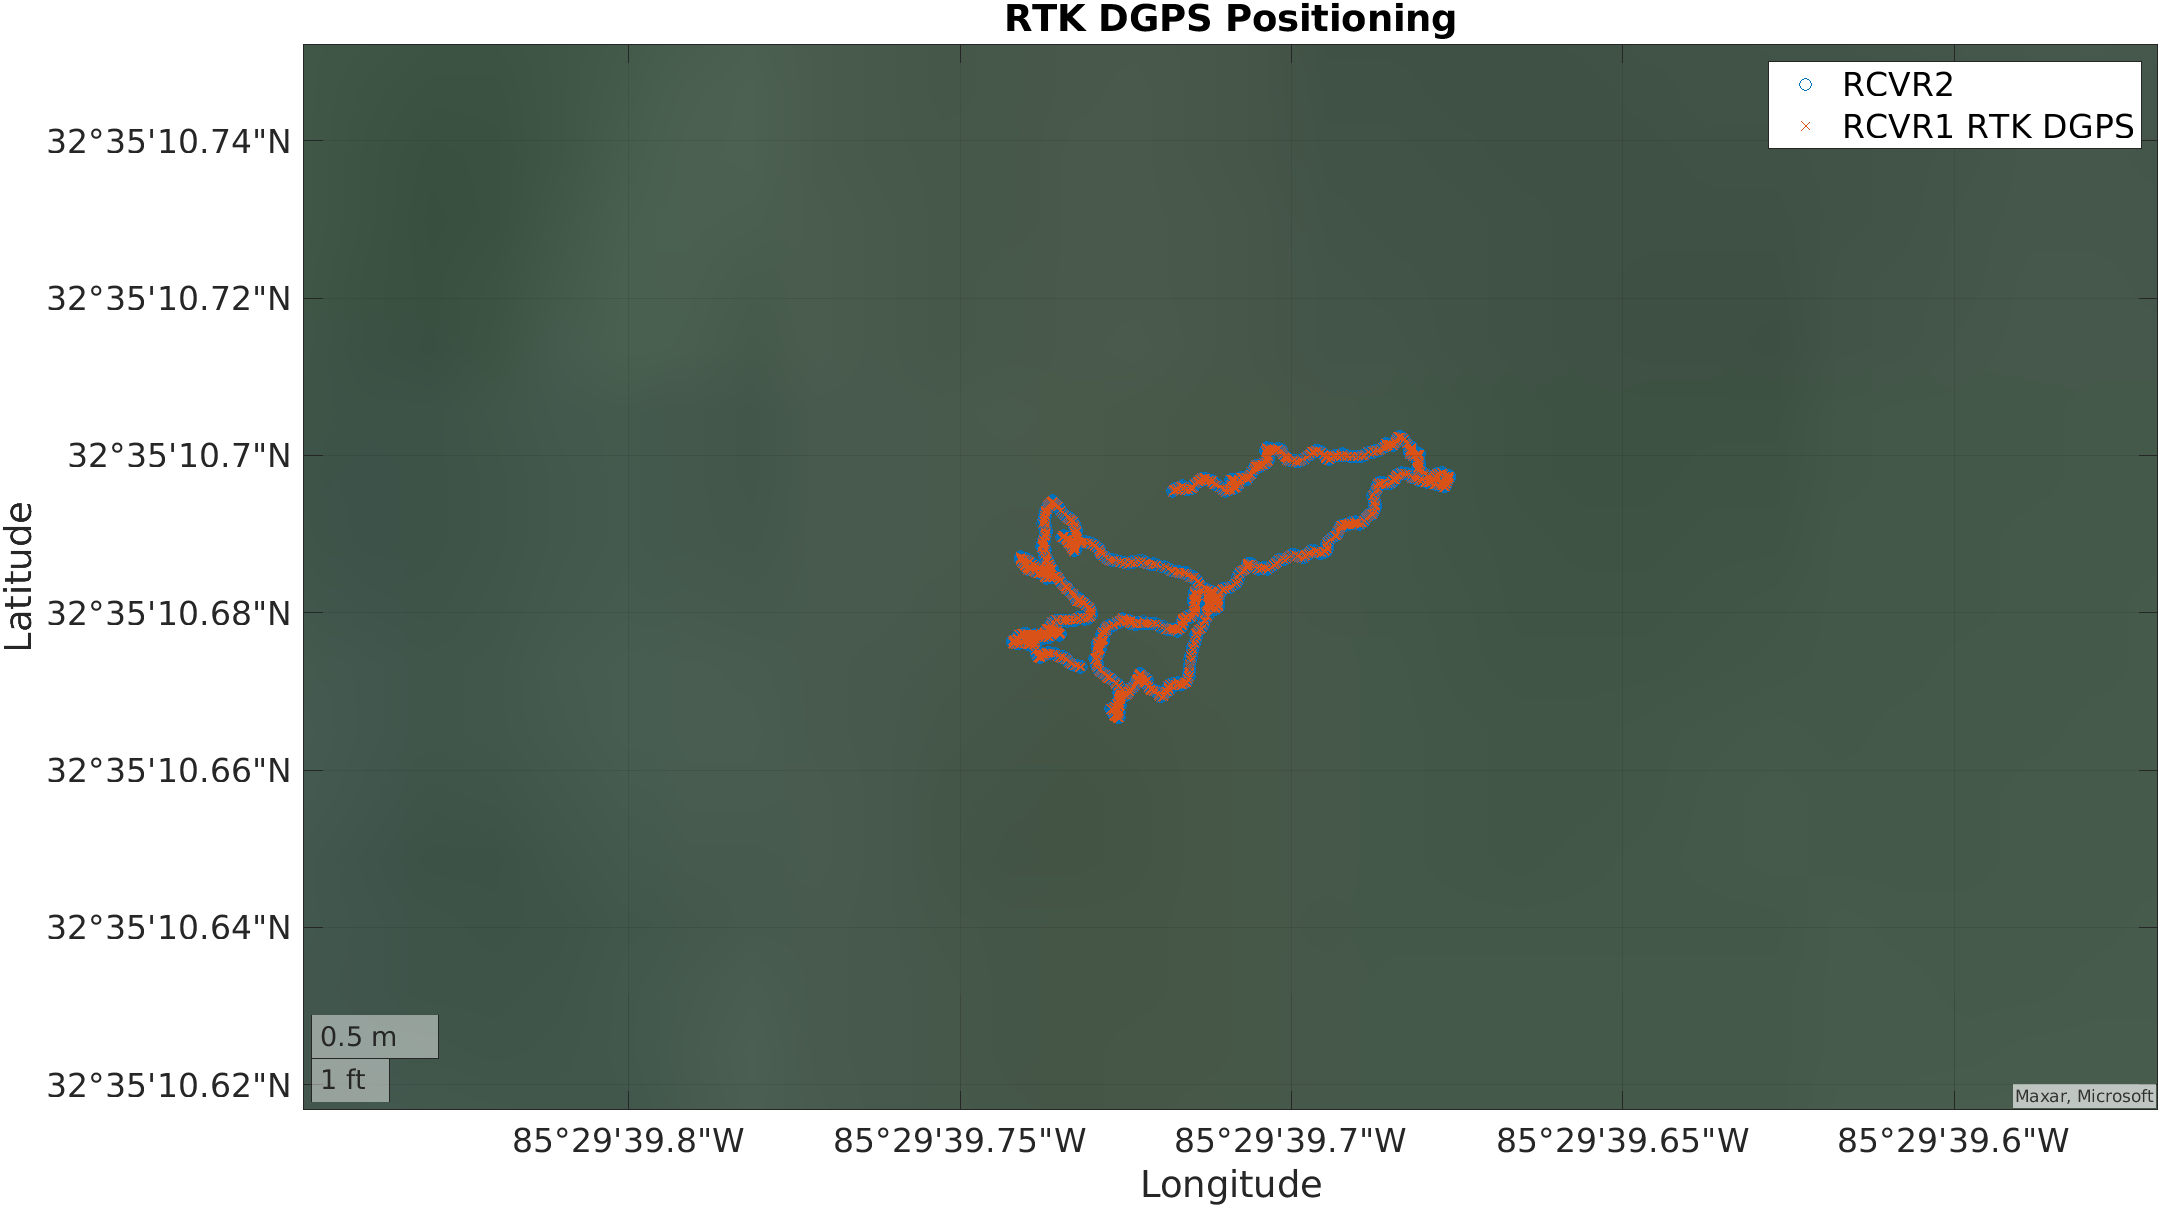 RTK DGPS Positioning
RCVR2
RCVR1 RTK DGPS
32°35'10.74"N
32°35'10.72"N
32°35'10.7"N
32°35'10.68"N
32°35'10.66"N
32°35'10.64"N
32°35'10.62"N
Latitude
0.5 m
1 ft
Maxar, Microsoft
85°29'39.8"W 85°29'39.75"W 85°29'39.7"W 85°29'39.65"W 85°29'39.6"W
Longitude